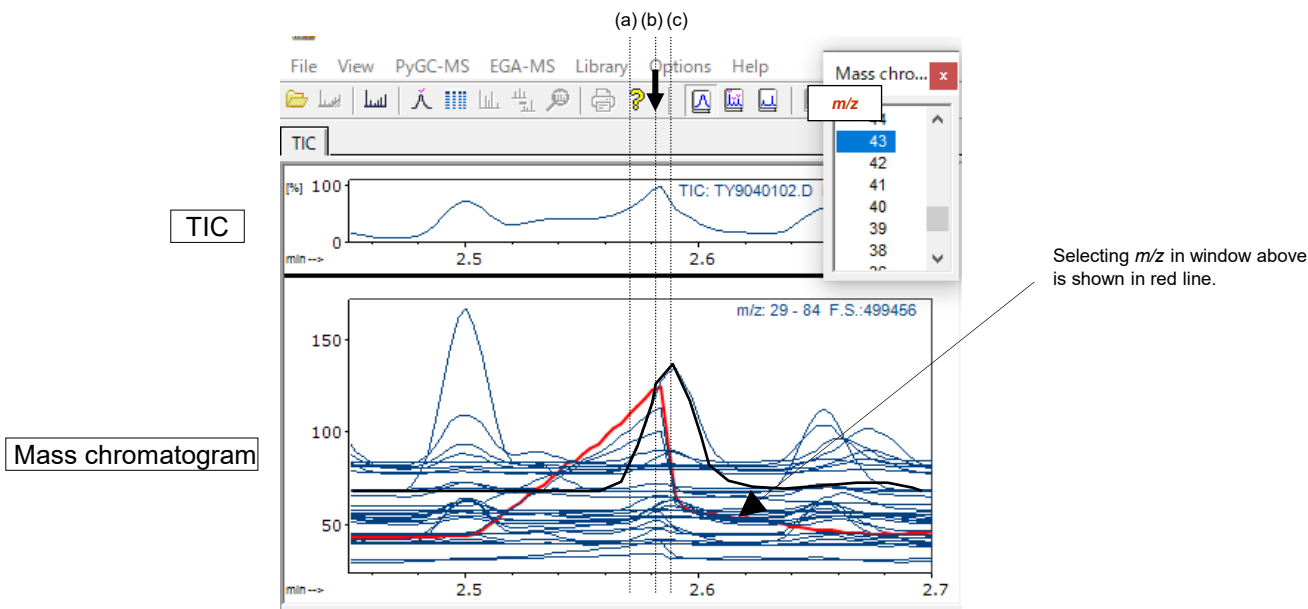 (a) (b) (c)
File View PyGC-MS EGA-MS Library Options Help
Mass chro... x
m/z
44
43
42
41
40
39
38
TIC
[%] 100
TIC: TY9040102.D
0
min-->
2.5 2.6
TIC
Selecting m/z in window above
is shown in red line.
m/z: 29 - 84 F.S.:499456
150
100
50
Mass chromatogram
min-->
2.5 2.6 2.7